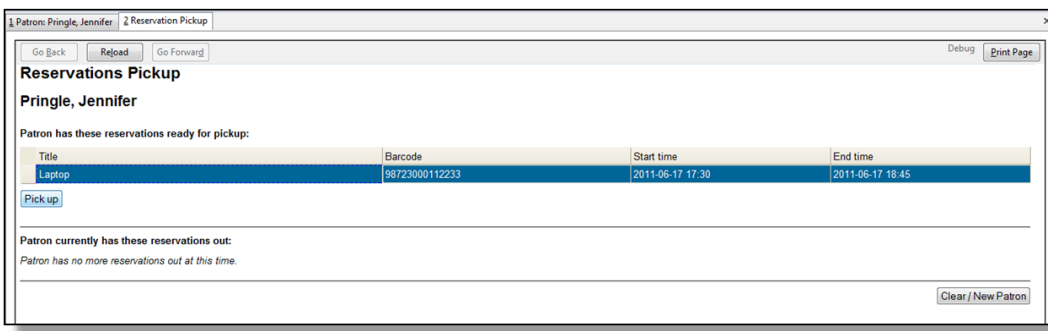 1 Patron: Pringle, Jennifer 2 Reservation Pickup x
Go Back Reload Go Forward Debug Print Page
Reservations Pickup
Pringle, Jennifer
Patron has these reservations ready for pickup:
Title Barcode Start time End time
Laptop 98723000112233 2011-06-17 17:30 2011-06-17 18:45
Pick up
Patron currently has these reservations out:
Patron has no more reservations out at this time.
Clear / New Patron